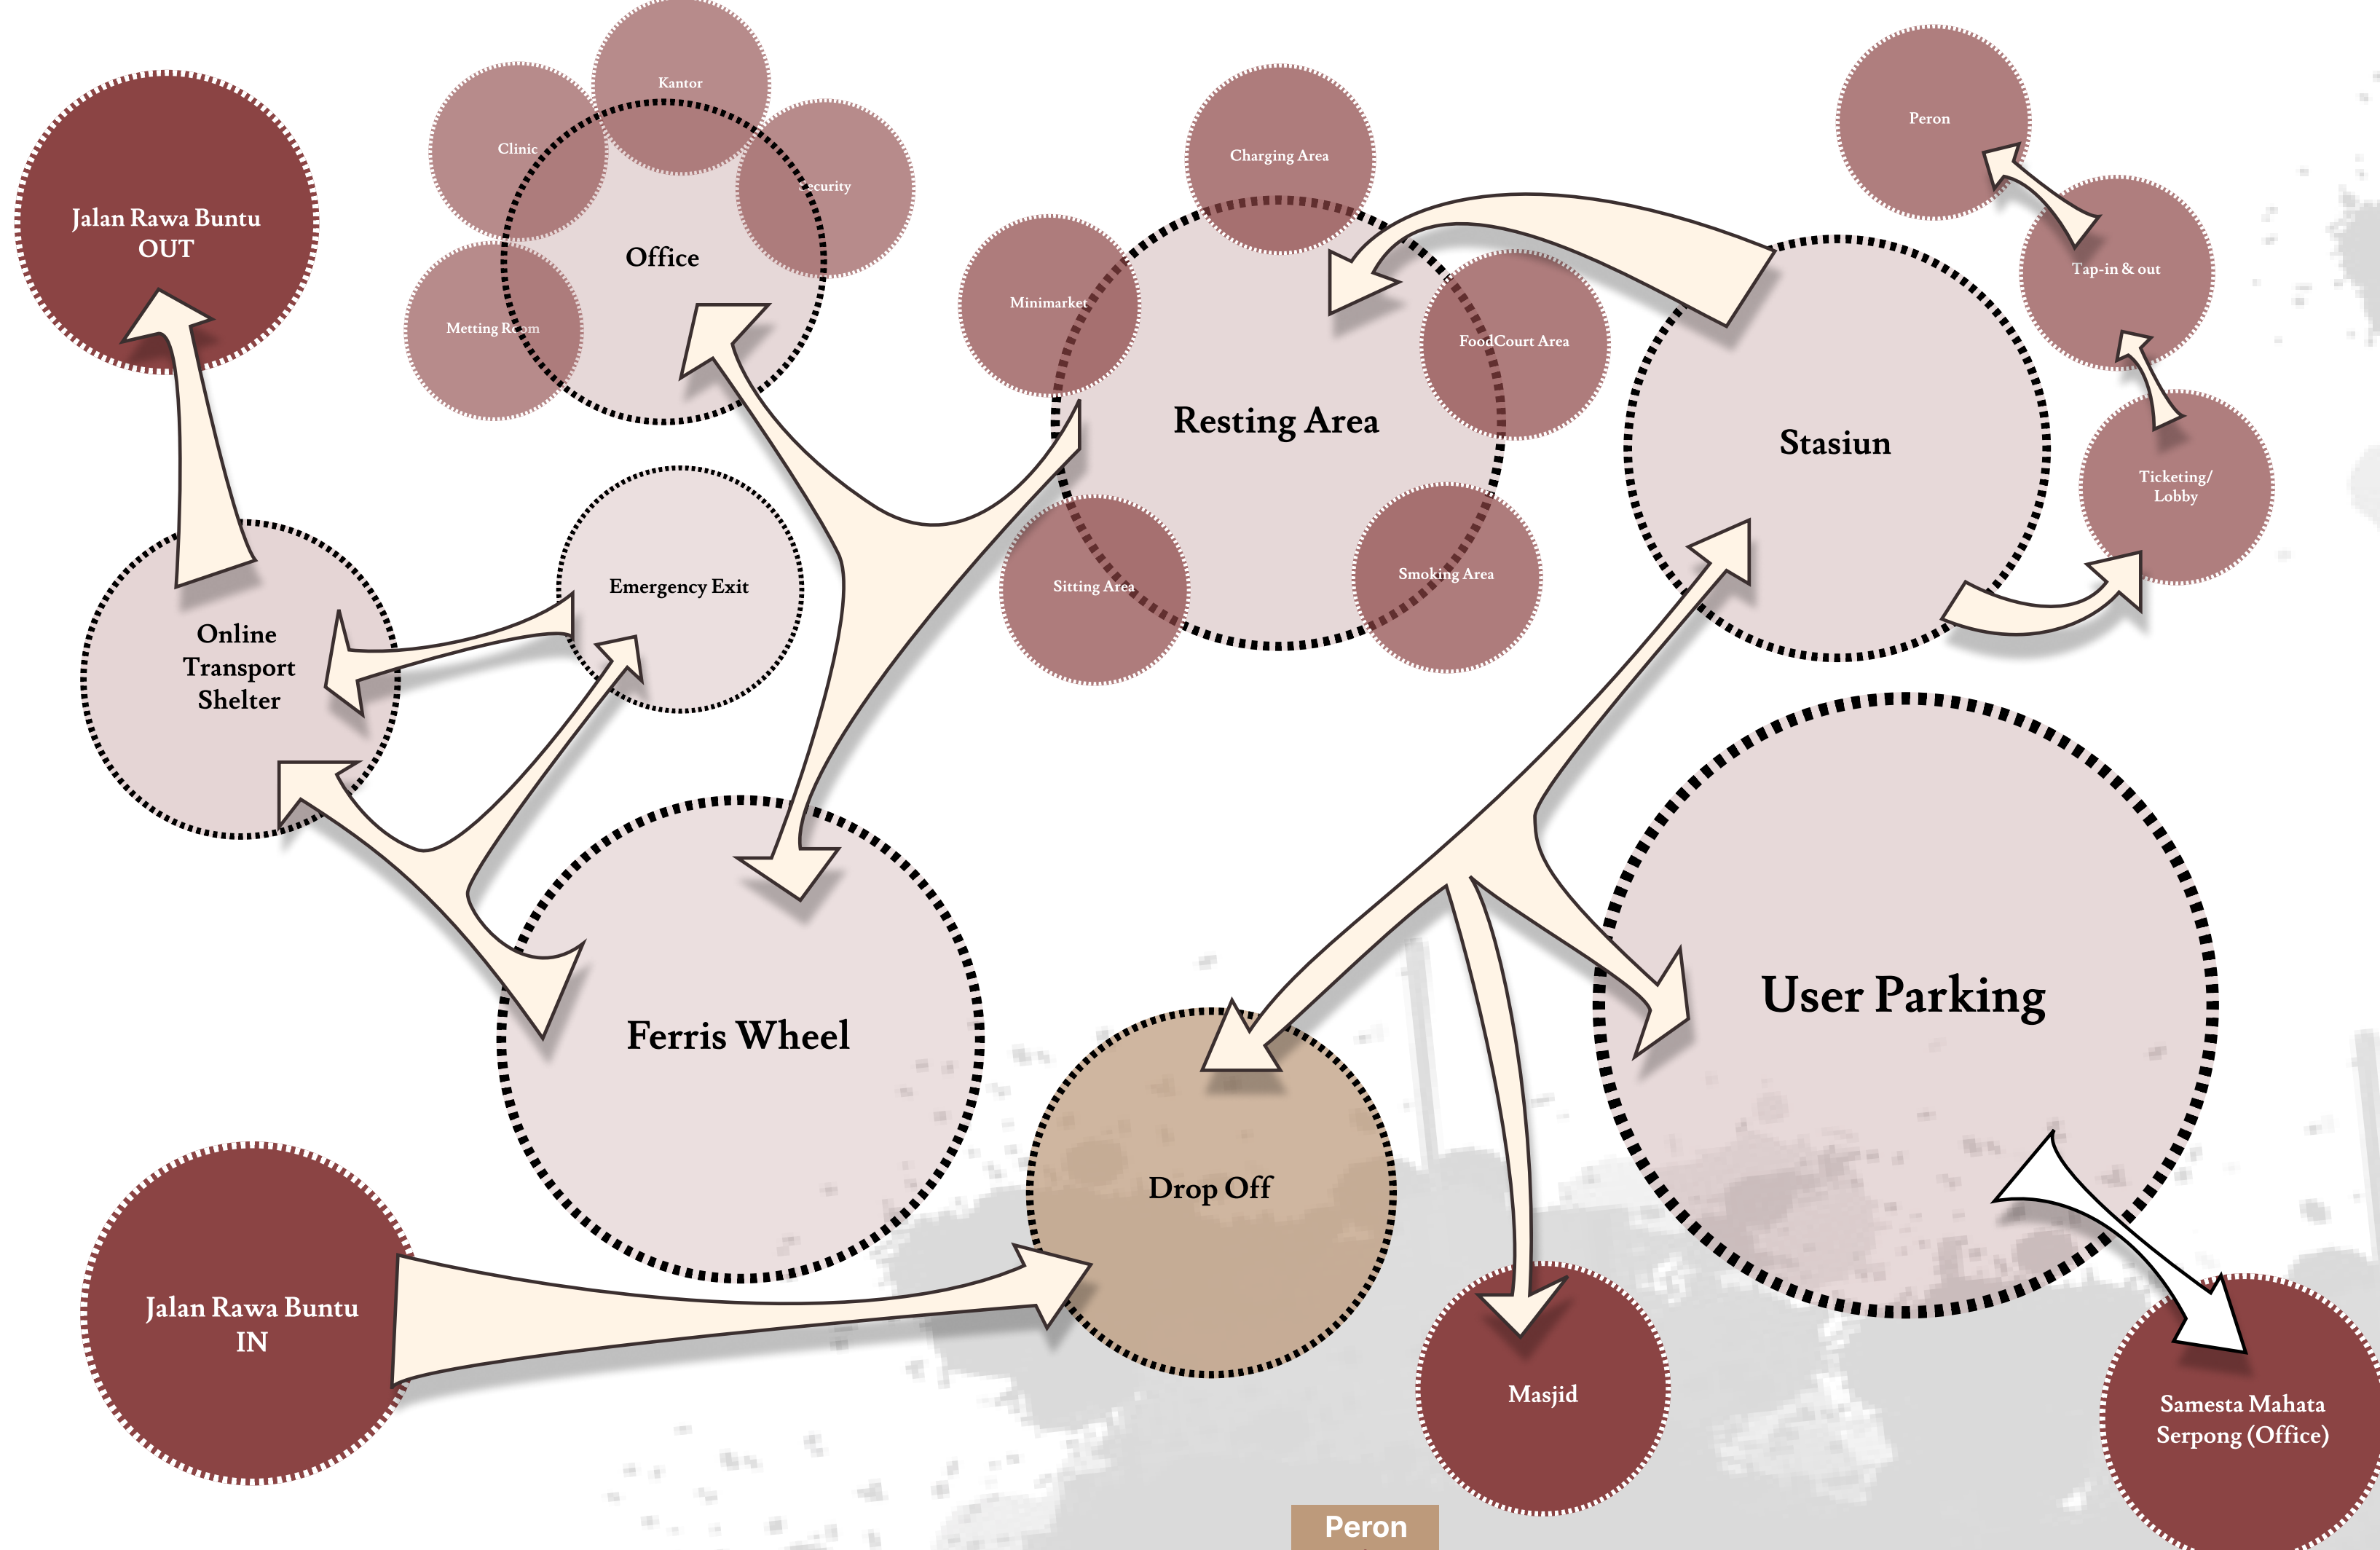 Kantor
Clinic
Security
Metting Room
Office
Jalan Rawa Buntu
OUT
Charging Area
Minimarket
FoodCourt Area
Resting Area
Sitting Area
Smoking Area
Peron
Tap-in & out
Ticketing/
Lobby
Stasiun
Emergency Exit
Online
Transport
Shelter
Ferris Wheel
User Parking
Drop Off
Jalan Rawa Buntu
IN
Masjid
Samesta Mahata
Serpong (Office)
Peron